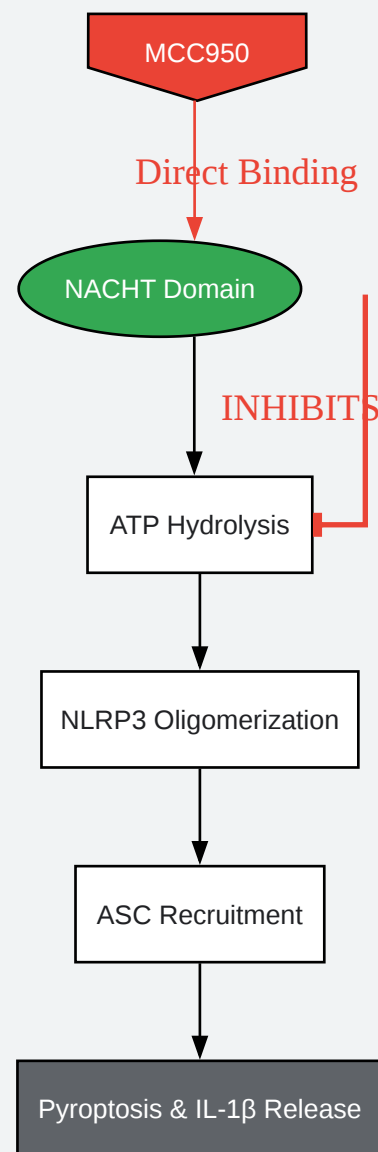 MCC950
Direct Binding
NACHT Domain
INHIBITS
ATP Hydrolysis
NLRP3 Oligomerization
ASC Recruitment
Pyroptosis & IL-1β Release